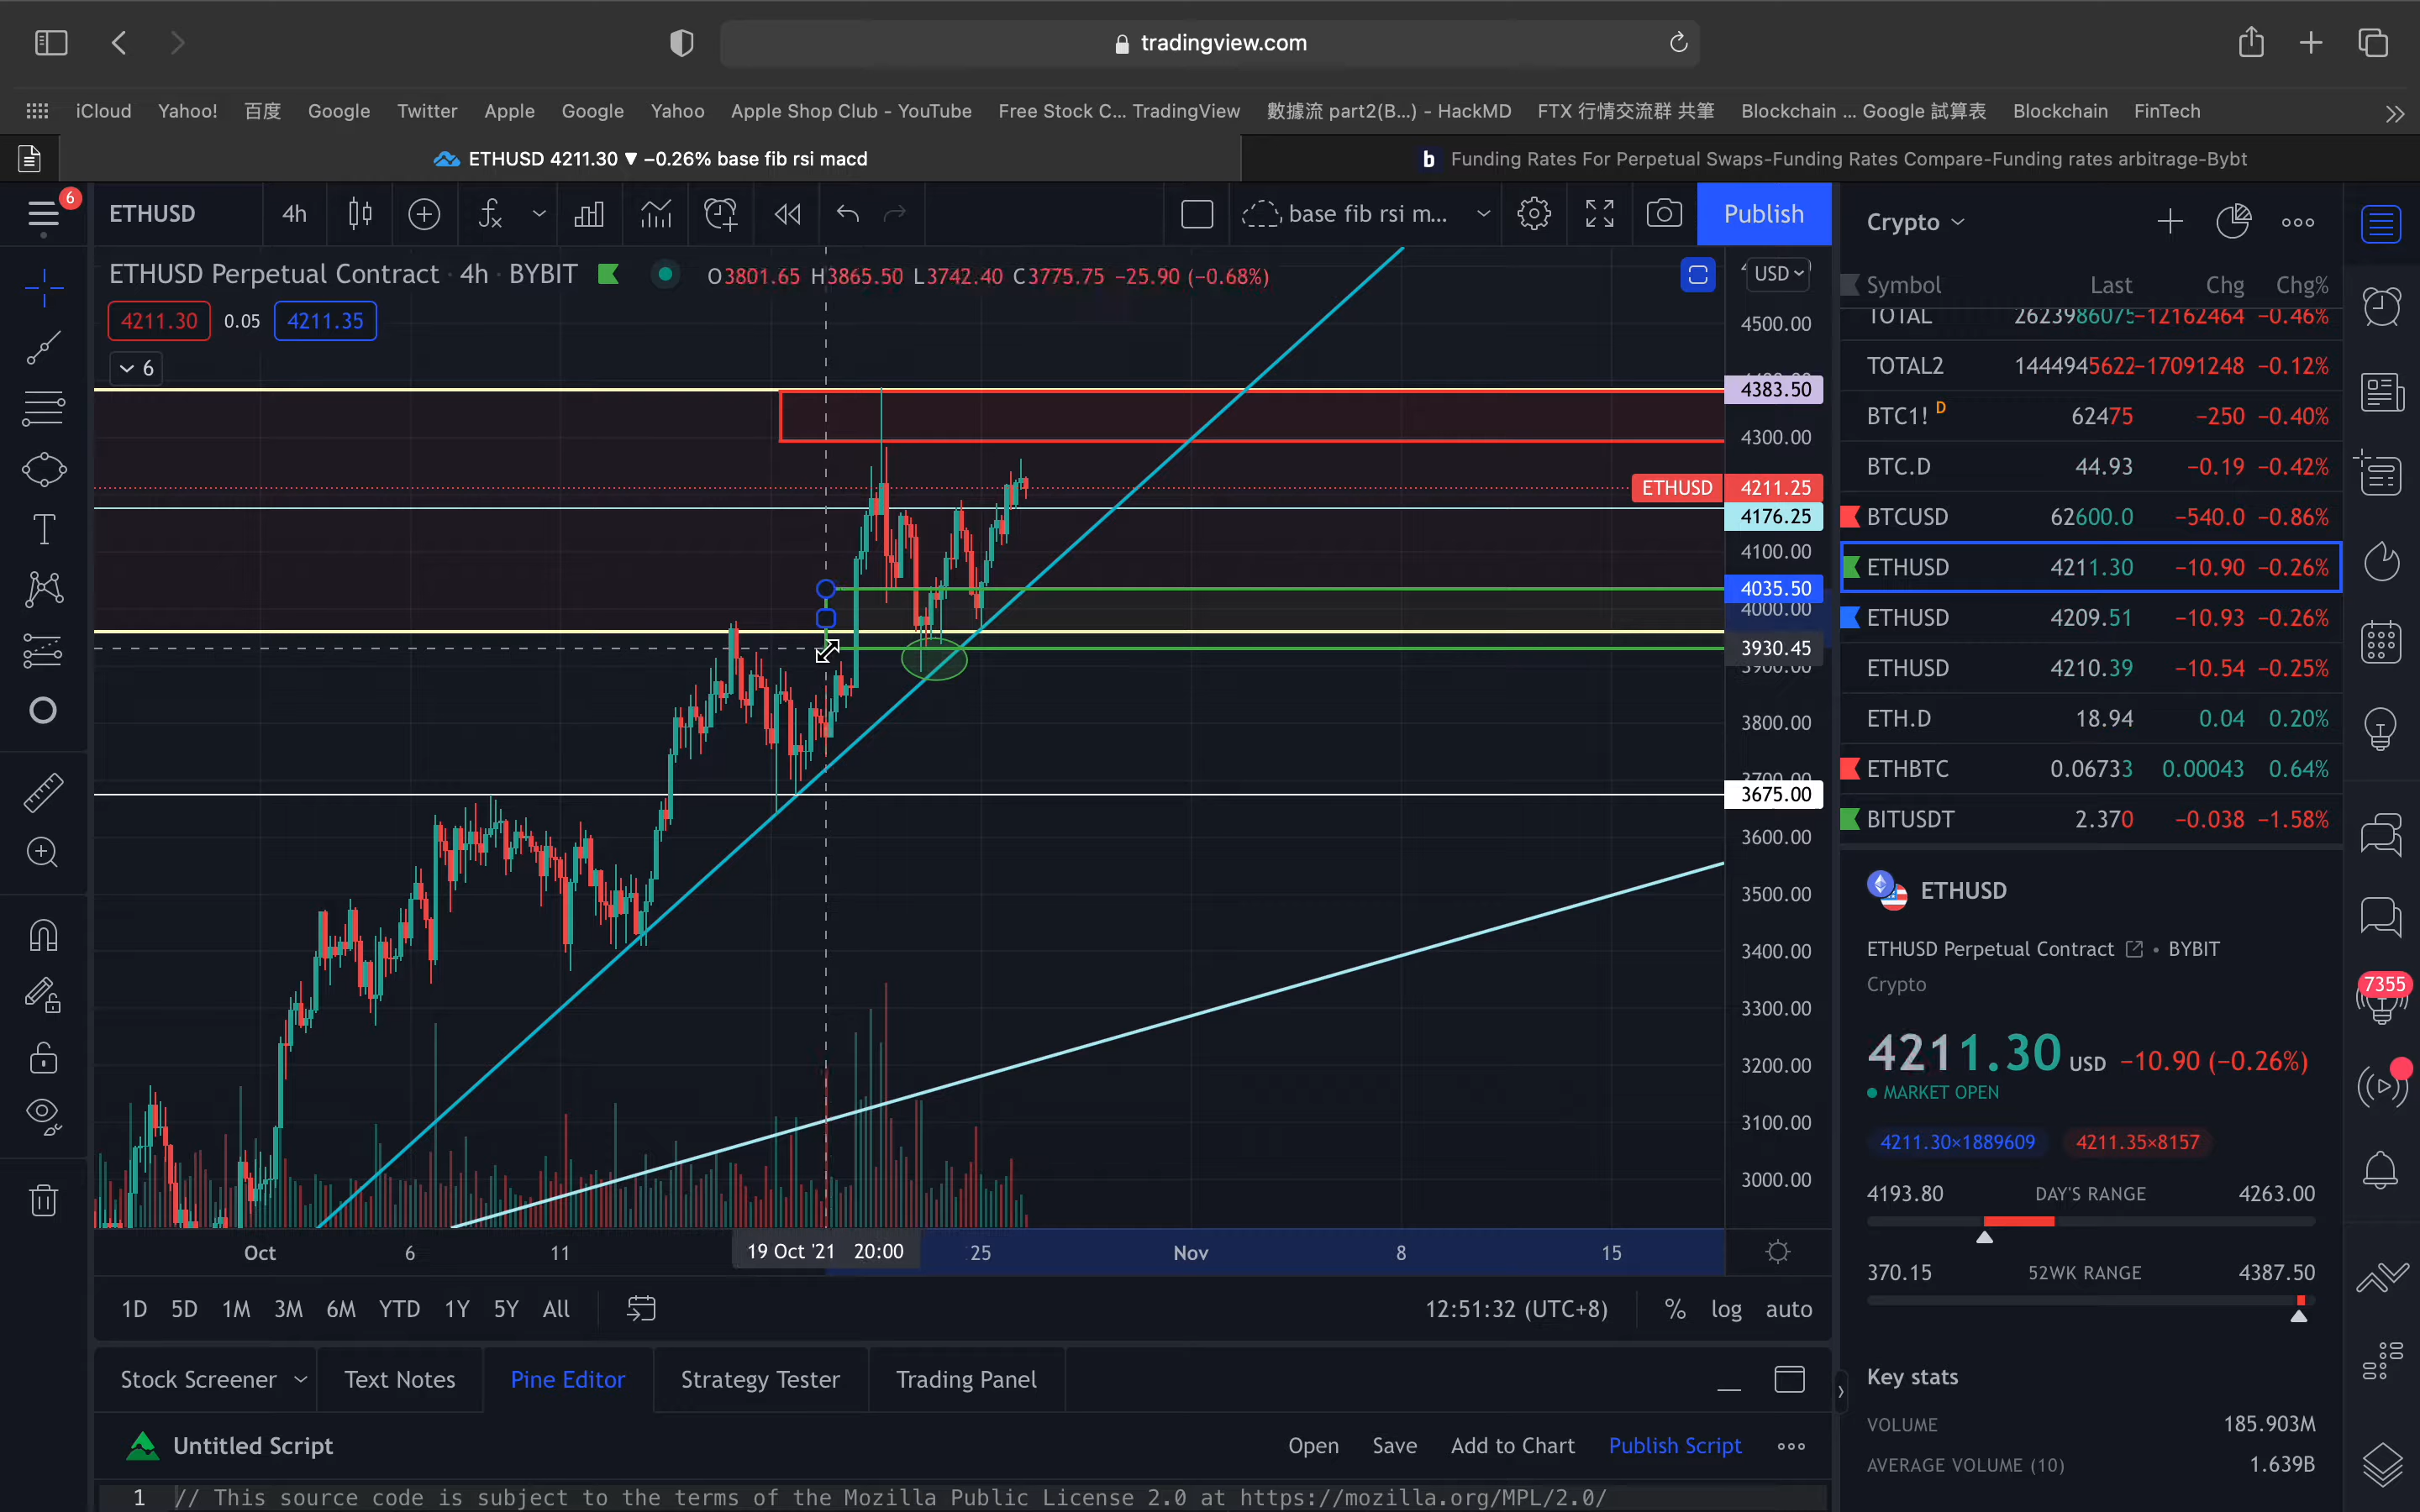 tradingview.com
iCloud Yahoo! 百度 Google Twitter Apple Google Yahoo Apple Shop Club - YouTube Free Stock C... TradingView 數據流 part2(B...) - HackMD FTX 行情交流群 共筆 Blockchain ... Google 試算表 Blockchain FinTech
ETHUSD 4211.30 ▼ −0.26% base fib rsi macd
b Funding Rates For Perpetual Swaps-Funding Rates Compare-Funding rates arbitrage-Bybt
6
ETHUSD 4h base fib rsi m... Publish
ETHUSD Perpetual Contract · 4h · BYBIT O3801.65 H3865.50 L3742.40 C3775.75 −25.90 (−0.68%)
4211.30 0.05 4211.35
6
USD
4500.00
4383.50
4300.00
ETHUSD 4211.25
4176.25
4100.00
4035.50
4000.00
3930.45
3900.00
3800.00
3700.00
3675.00
3600.00
3500.00
3400.00
3300.00
3200.00
3100.00
3000.00
Oct 6 11 19 Oct '21 20:00 25 Nov 8 15
1D 5D 1M 3M 6M YTD 1Y 5Y All 12:51:32 (UTC+8) % log auto
Stock Screener Text Notes Pine Editor Strategy Tester Trading Panel
Untitled Script Open Save Add to Chart Publish Script
1 // This source code is subject to the terms of the Mozilla Public License 2.0 at https://mozilla.org/MPL/2.0/
Crypto
Symbol Last Chg Chg%
TOTAL 2623986075 −12162464 −0.46%
TOTAL2 1444945622 −17091248 −0.12%
BTC1! D 62475 −250 −0.40%
BTC.D 44.93 −0.19 −0.42%
BTCUSD 62600.0 −540.0 −0.86%
ETHUSD 4211.30 −10.90 −0.26%
ETHUSD 4209.51 −10.93 −0.26%
ETHUSD 4210.39 −10.54 −0.25%
ETH.D 18.94 0.04 0.20%
ETHBTC 0.06733 0.00043 0.64%
BITUSDT 2.370 −0.038 −1.58%
ETHUSD
ETHUSD Perpetual Contract • BYBIT
Crypto
4211.30 USD −10.90 (−0.26%)
MARKET OPEN
4211.30×1889609 4211.35×8157
4193.80 DAY'S RANGE 4263.00
370.15 52WK RANGE 4387.50
Key stats
VOLUME 185.903M
AVERAGE VOLUME (10) 1.639B
7355